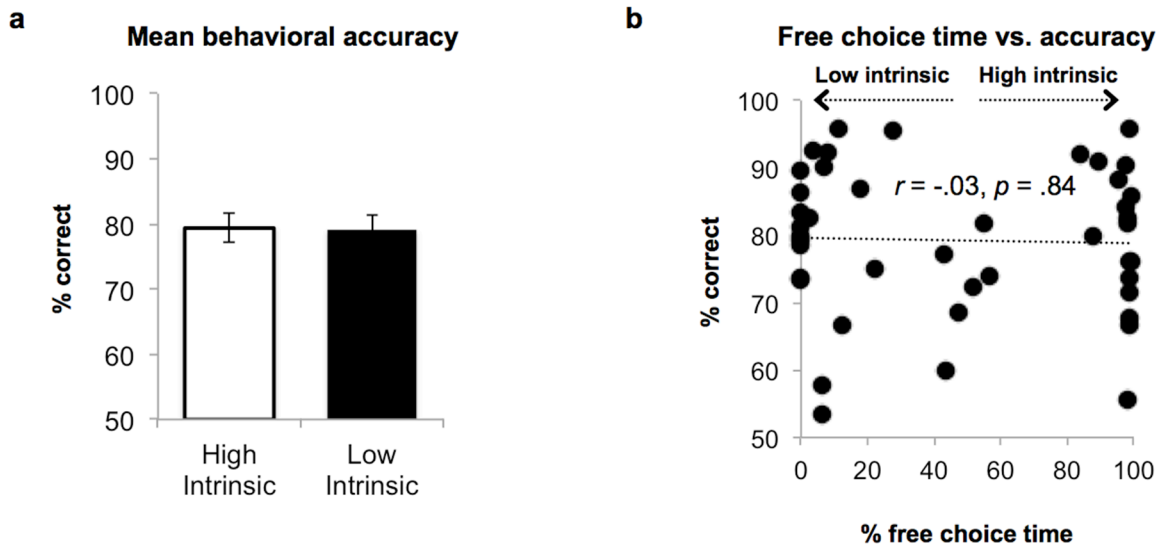 a
Mean behavioral accuracy
% correct
100
90
80
70
60
50
High
Intrinsic
Low
Intrinsic
b
Free choice time vs. accuracy
Low intrinsic
High intrinsic
% correct
100
90
80
70
60
50
r = -.03, p = .84
0 20 40 60 80 100
% free choice time